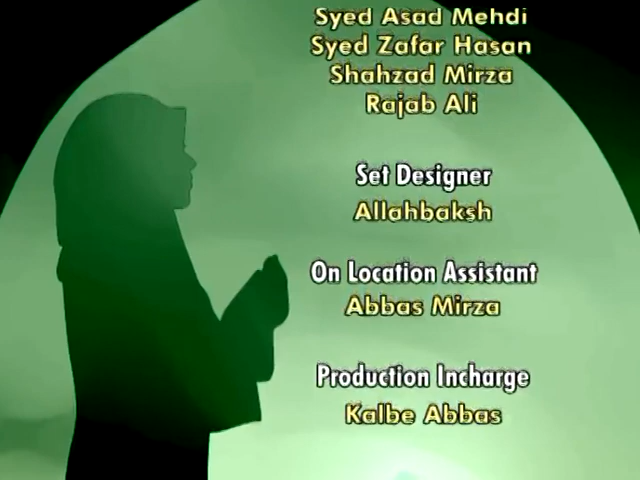 Syed Asad Mehdi
Syed Zafar Hasan
Shahzad Mirza
Rajab Ali
Set Designer
Allahbaksh
On Location Assistant
Abbas Mirza
Production Incharge
Kalbe Abbas